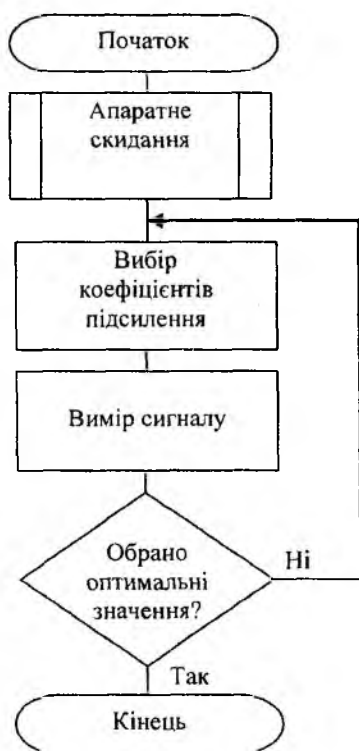 Початок
Апаратне
скидання
Вибір
коефіцієнтів
підсилення
Вимір сигналу
Обрано
оптимальні
значення?
Ні
Так
Кінець